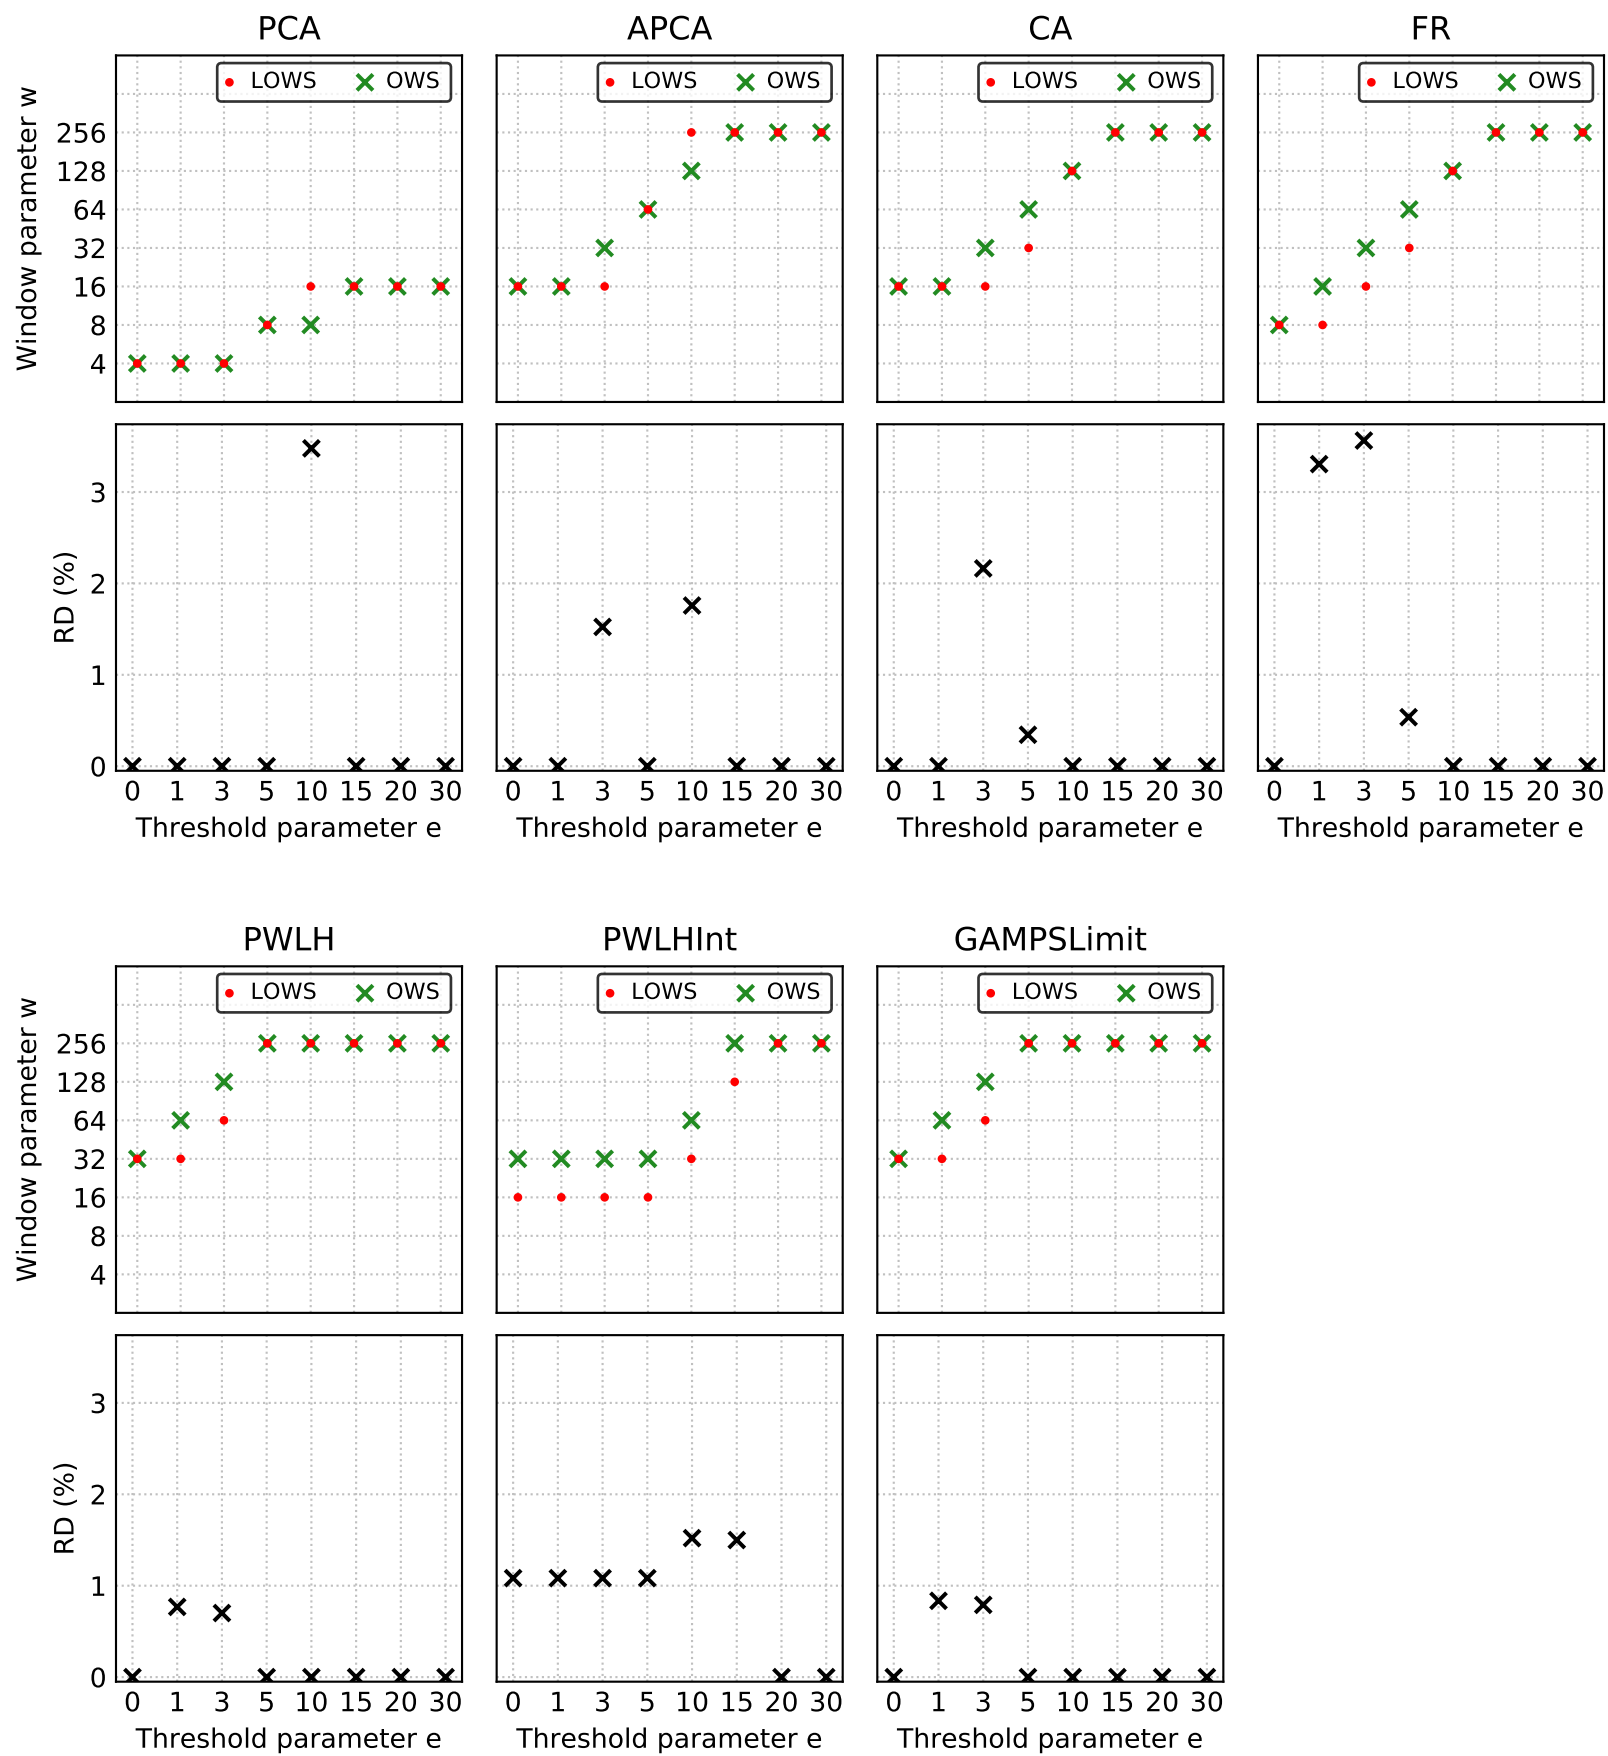 PCA APCA CA FR
LOWS OWS LOWS OWS LOWS OWS LOWS OWS
Window parameter w
256
128
64
32
16
8
4
RD (%)
3
2
1
0
0 1 3 5 10 15 20 30 0 1 3 5 10 15 20 30 0 1 3 5 10 15 20 30 0 1 3 5 10 15 20 30
Threshold parameter e Threshold parameter e Threshold parameter e Threshold parameter e
PWLH PWLHInt GAMPSLimit
LOWS OWS LOWS OWS LOWS OWS
Window parameter w
256
128
64
32
16
8
4
RD (%)
3
2
1
0
0 1 3 5 10 15 20 30 0 1 3 5 10 15 20 30 0 1 3 5 10 15 20 30
Threshold parameter e Threshold parameter e Threshold parameter e